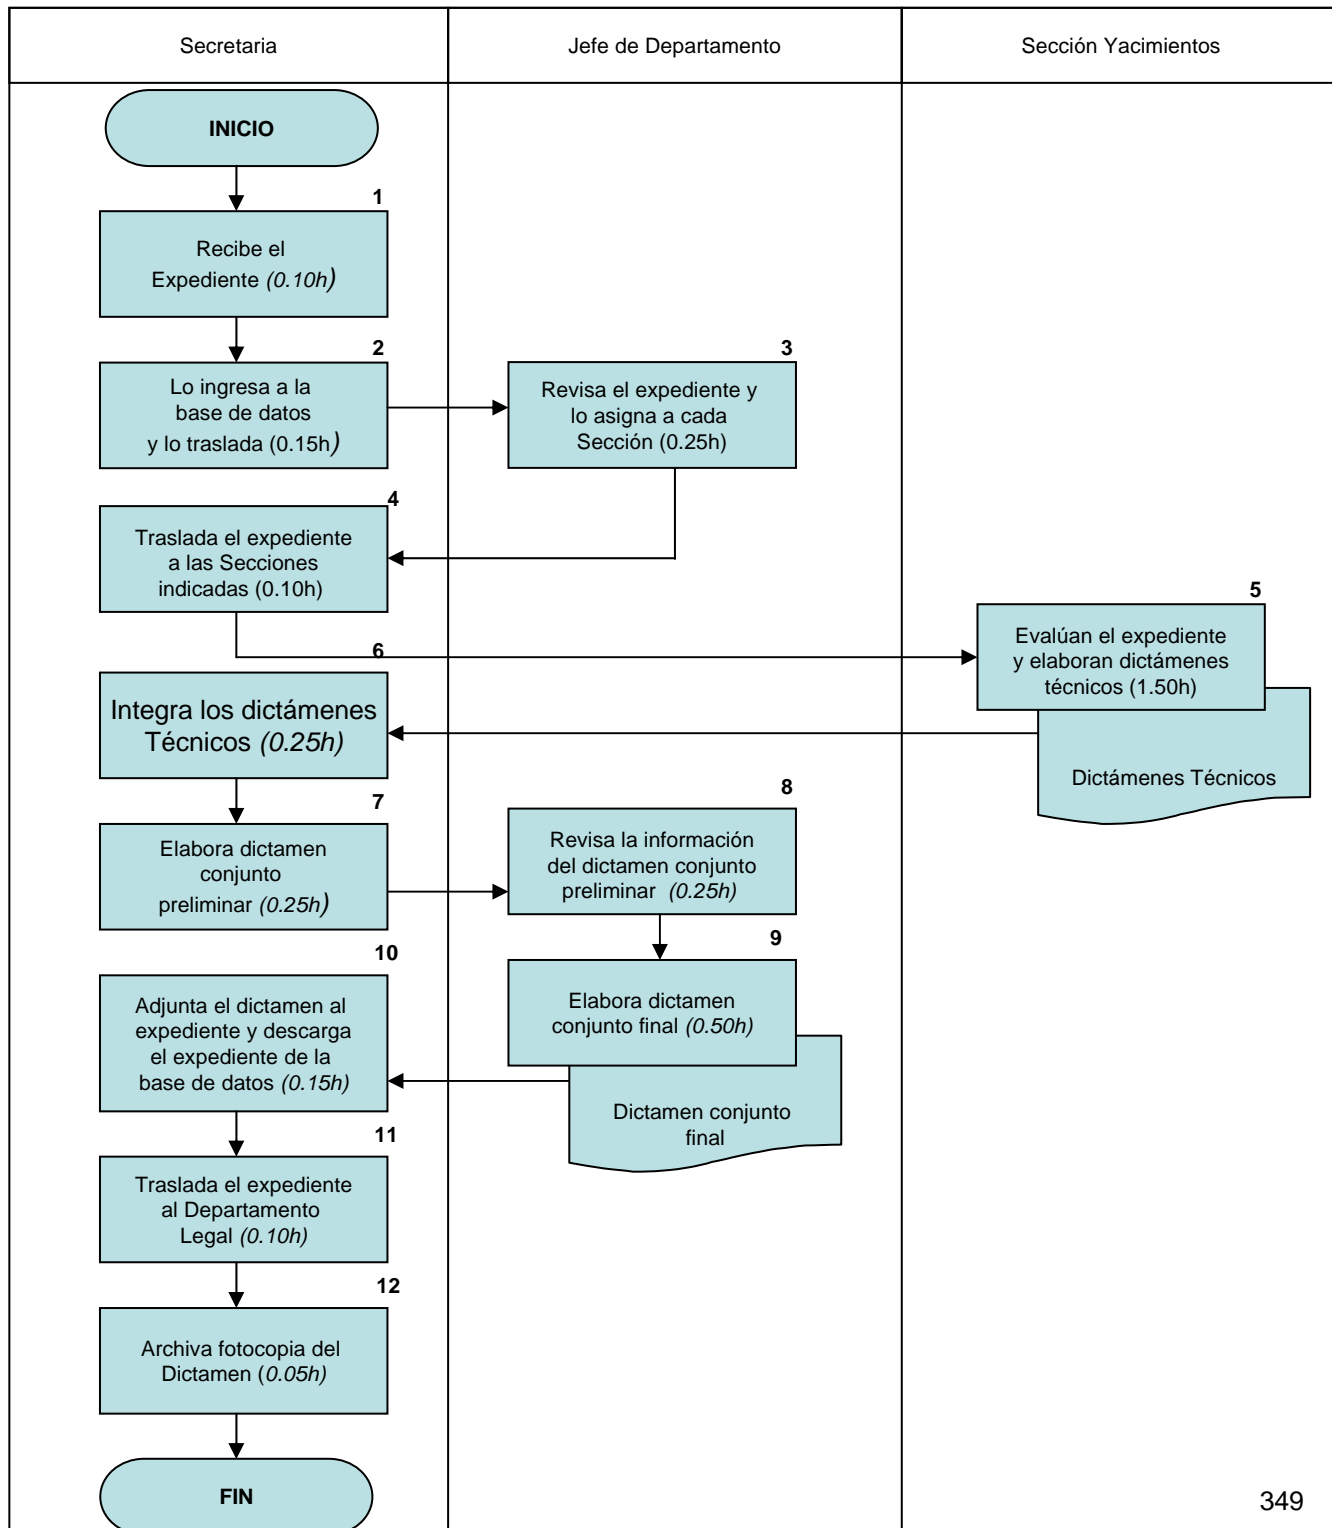 Secretaria
Jefe de Departamento
Sección Yacimientos
INICIO
1
Recibe el
Expediente (0.10h)
2
Lo ingresa a la
base de datos
y lo traslada (0.15h)
3
Revisa el expediente y
lo asigna a cada
Sección (0.25h)
4
Traslada el expediente
a las Secciones
indicadas (0.10h)
5
Evalúan el expediente
y elaboran dictámenes
técnicos (1.50h)
Dictámenes Técnicos
6
Integra los dictámenes
Técnicos (0.25h)
7
Elabora dictamen
conjunto
preliminar (0.25h)
8
Revisa la información
del dictamen conjunto
preliminar (0.25h)
9
Elabora dictamen
conjunto final (0.50h)
Dictamen conjunto
final
10
Adjunta el dictamen al
expediente y descarga
el expediente de la
base de datos (0.15h)
11
Traslada el expediente
al Departamento
Legal (0.10h)
12
Archiva fotocopia del
Dictamen (0.05h)
FIN
349